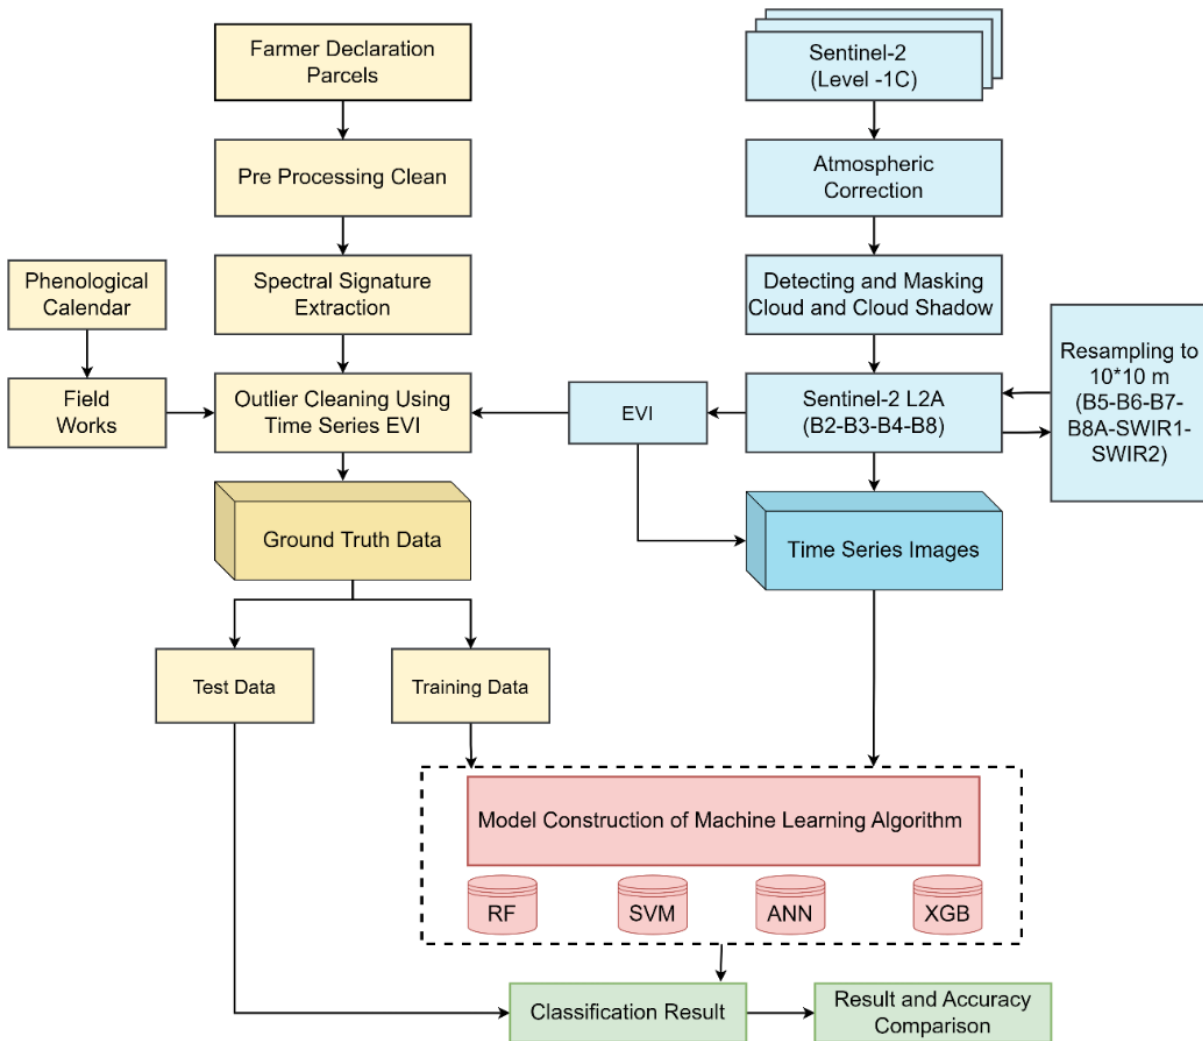 Farmer Declaration
Parcels
Sentinel-2
(Level -1C)
Pre Processing Clean
Atmospheric
Correction
Phenological
Calendar
Spectral Signature
Extraction
Detecting and Masking
Cloud and Cloud Shadow
Resampling to
10*10 m
(B5-B6-B7-
B8A-SWIR1-
SWIR2)
Field
Works
Outlier Cleaning Using
Time Series EVI
EVI
Sentinel-2 L2A
(B2-B3-B4-B8)
Ground Truth Data
Time Series Images
Test Data
Training Data
Model Construction of Machine Learning Algorithm
RF
SVM
ANN
XGB
Classification Result
Result and Accuracy
Comparison